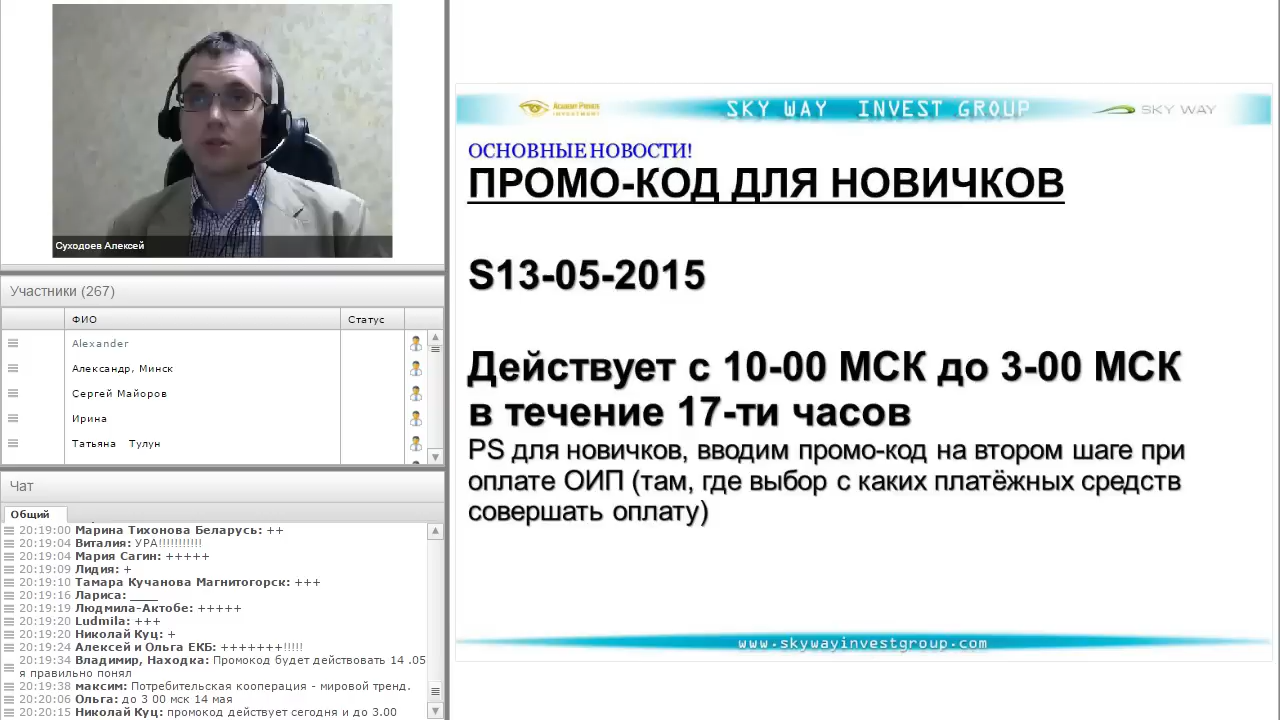 Суходоев Алексей
Участники (267)
ФИО Статус
Alexander
Александр, Минск
Сергей Майоров
Ирина
Татьяна Тулун
Чат
Общий
20:19:00 Марина Тихонова Беларусь: ++
20:19:04 Виталия: УРА!!!!!!!!!!!
20:19:04 Мария Сагин: +++++
20:19:09 Лидия: +
20:19:10 Тамара Кучанова Магнитогорск: +++
20:19:16 Лариса: ____
20:19:19 Людмила-Актобе: +++++
20:19:20 Ludmila: +++
20:19:20 Николай Куц: +
20:19:24 Алексей и Ольга ЕКБ: +++++++!!!!!
20:19:34 Владимир, Находка: Промокод будет действовать 14 .05
я правильно понял
20:19:38 максим: Потребительская кооперация - мировой тренд.
20:20:06 Ольга: до 3 00 мск 14 мая
20:20:15 Николай Куц: промокод действует сегодня и до 3.00
SKY WAY INVEST GROUP
SKY WAY
ОСНОВНЫЕ НОВОСТИ!
ПРОМО-КОД ДЛЯ НОВИЧКОВ
S13-05-2015
Действует с 10-00 МСК до 3-00 МСК
в течение 17-ти часов
PS для новичков, вводим промо-код на втором шаге при
оплате ОИП (там, где выбор с каких платёжных средств
совершать оплату)
www.skywayinvestgroup.com